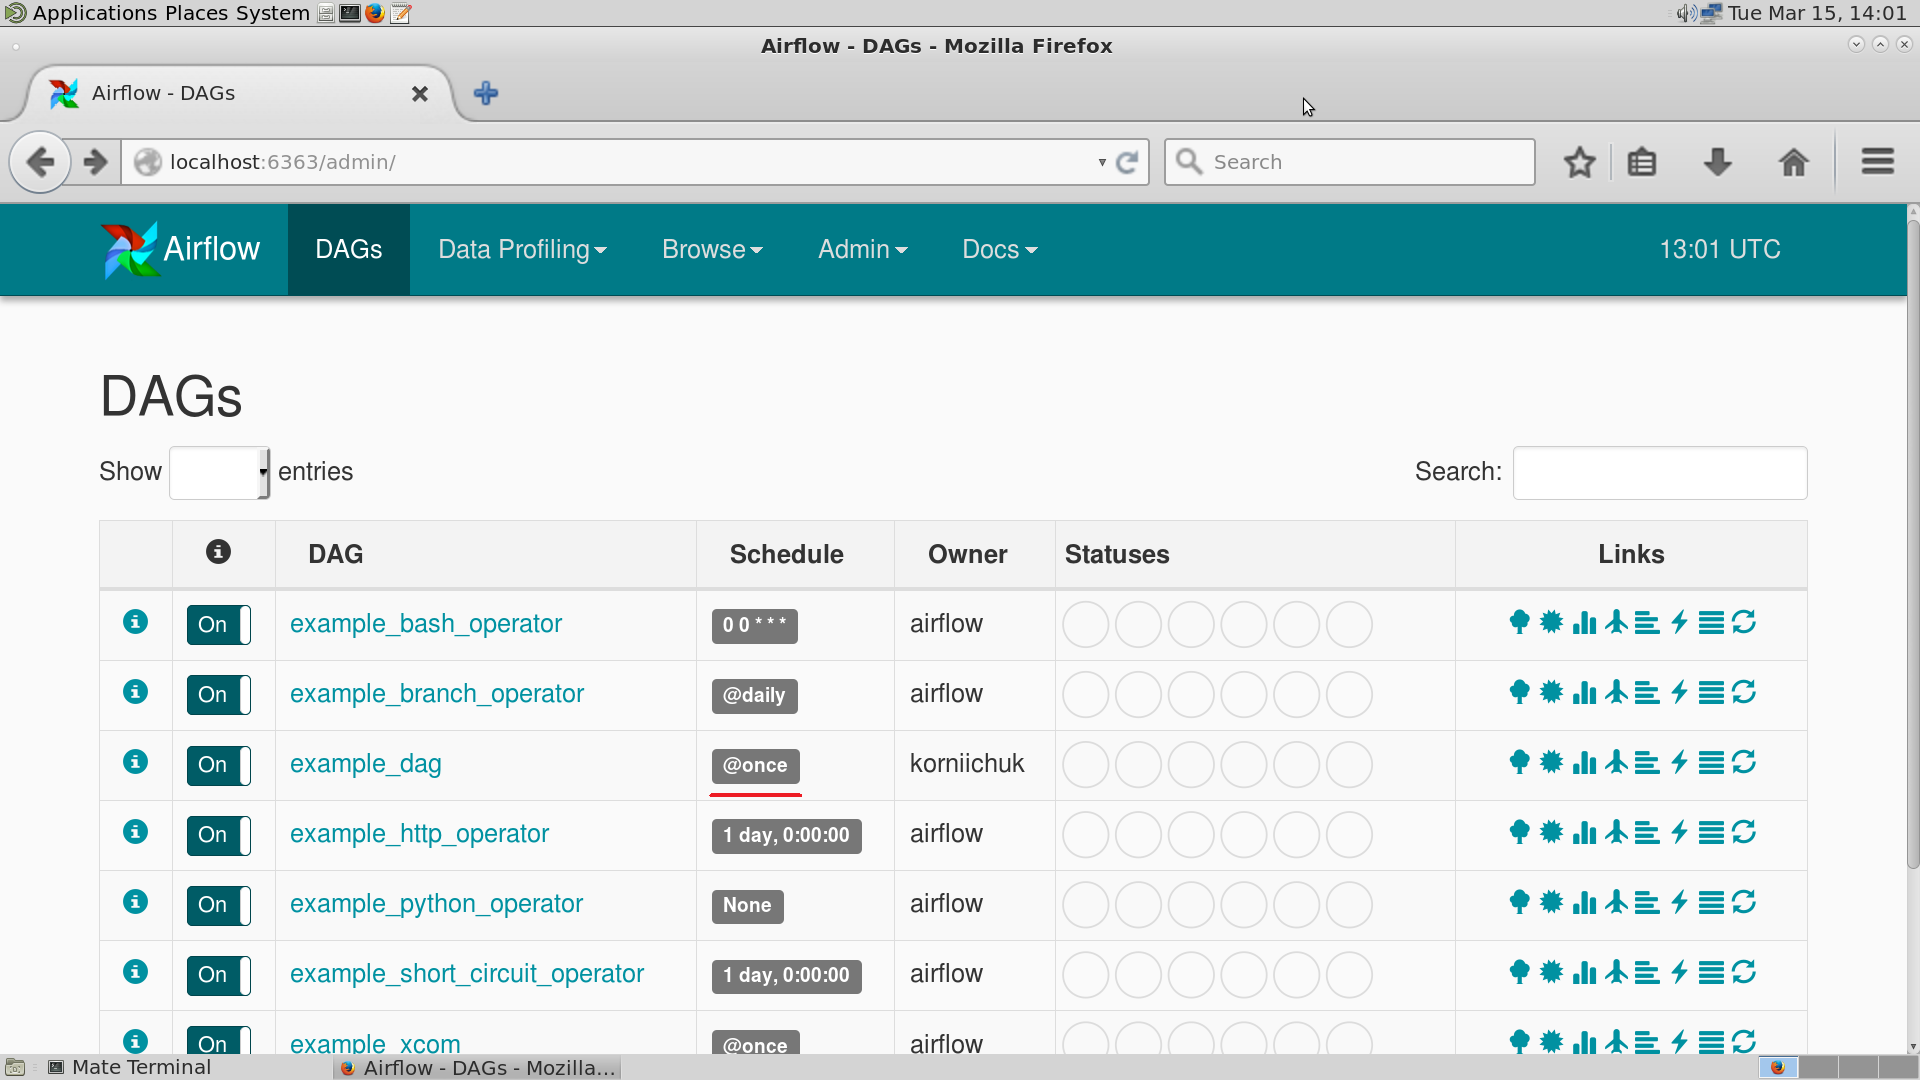 Applications Places System
Tue Mar 15, 14:01
Airflow - DAGs - Mozilla Firefox
Airflow - DAGs
localhost:6363/admin/
Search
Airflow DAGs Data Profiling Browse Admin Docs 13:01 UTC
DAGs
Show entries
Search:
DAG Schedule Owner Statuses Links
On example_bash_operator 0 0 * * * airflow
On example_branch_operator @daily airflow
On example_dag @once korniichuk
On example_http_operator 1 day, 0:00:00 airflow
On example_python_operator None airflow
On example_short_circuit_operator 1 day, 0:00:00 airflow
On example_xcom @once airflow
Mate Terminal
Airflow - DAGs - Mozilla...